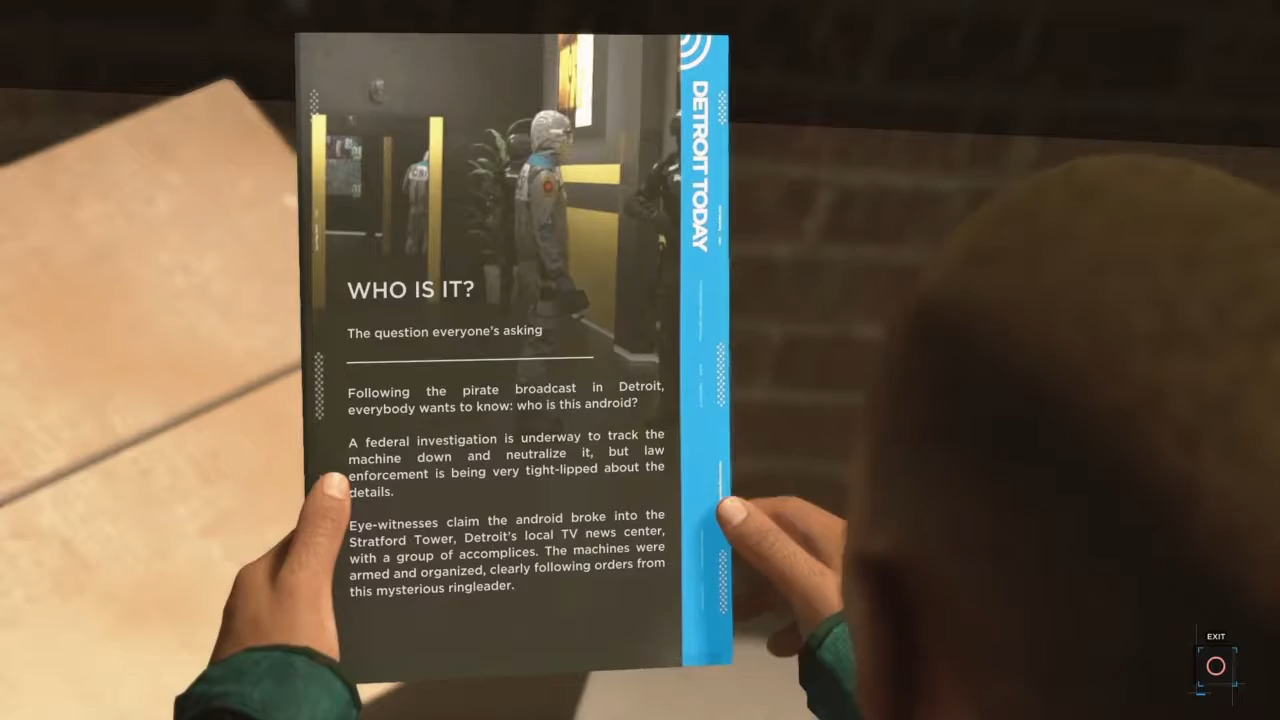 DETROIT TODAY
WHO IS IT?
The question everyone's asking
Following the pirate broadcast in Detroit,
everybody wants to know: who is this android?
A federal investigation is underway to track the
machine down and neutralize it, but law
enforcement is being very tight-lipped about the
details.
Eye-witnesses claim the android broke into the
Stratford Tower, Detroit's local TV news center,
with a group of accomplices. The machines were
armed and organized, clearly following orders from
this mysterious ringleader.
EXIT